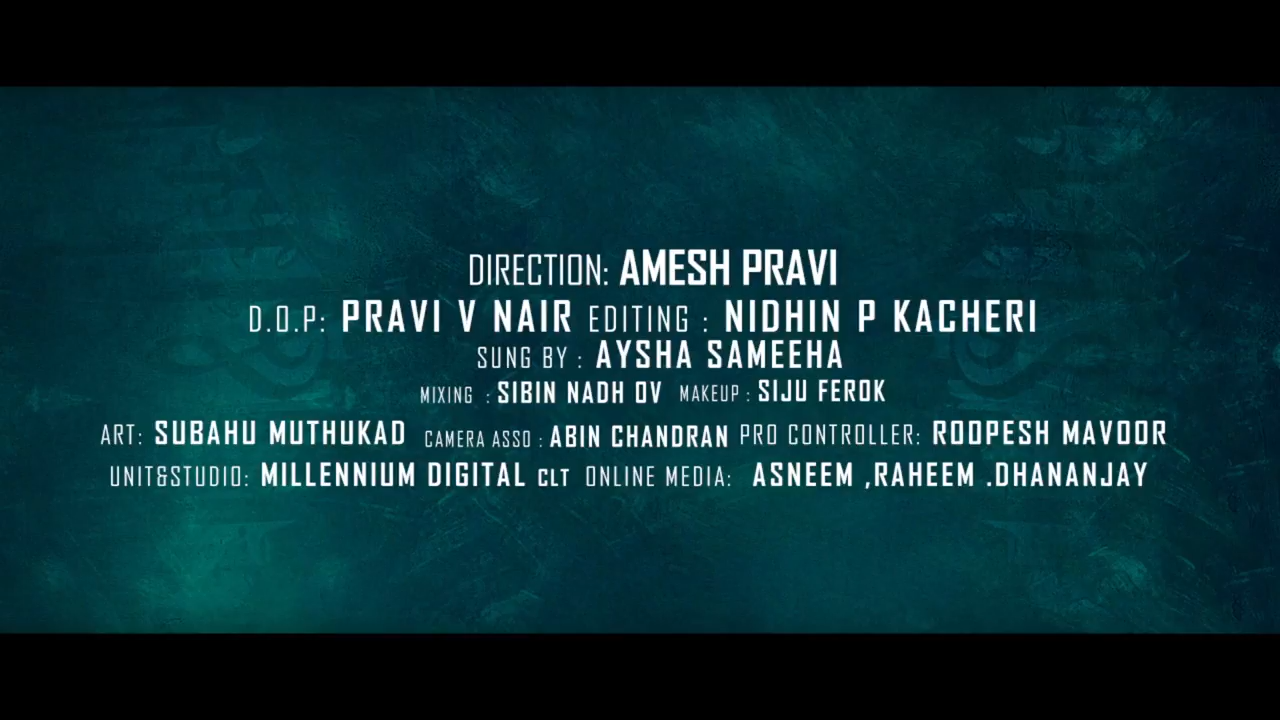 DIRECTION: AMESH PRAVI
D.O.P: PRAVI V NAIR EDITING : NIDHIN P KACHERI
SUNG BY : AYSHA SAMEEHA
MIXING : SIBIN NADH OV MAKEUP : SIJU FEROK
ART: SUBAHU MUTHUKAD CAMERA ASSO : ABIN CHANDRAN PRO CONTROLLER: ROOPESH MAVOOR
UNIT&STUDIO: MILLENNIUM DIGITAL CLT ONLINE MEDIA: ASNEEM ,RAHEEM .DHANANJAY